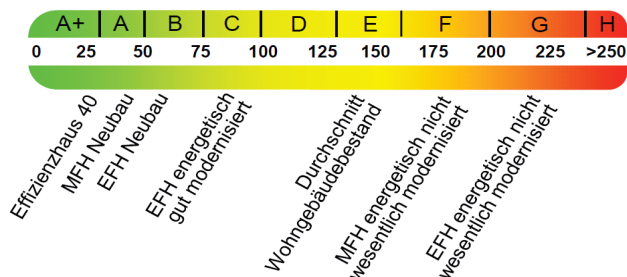 A+ A B C D E F G H
0 25 50 75 100 125 150 175 200 225 >250
Effizienzhaus 40
MFH Neubau
EFH Neubau
EFH energetisch
gut modernisiert
Durchschnitt
Wohngebäudebestand
MFH energetisch nicht
wesentlich modernisiert
EFH energetisch nicht
wesentlich modernisiert